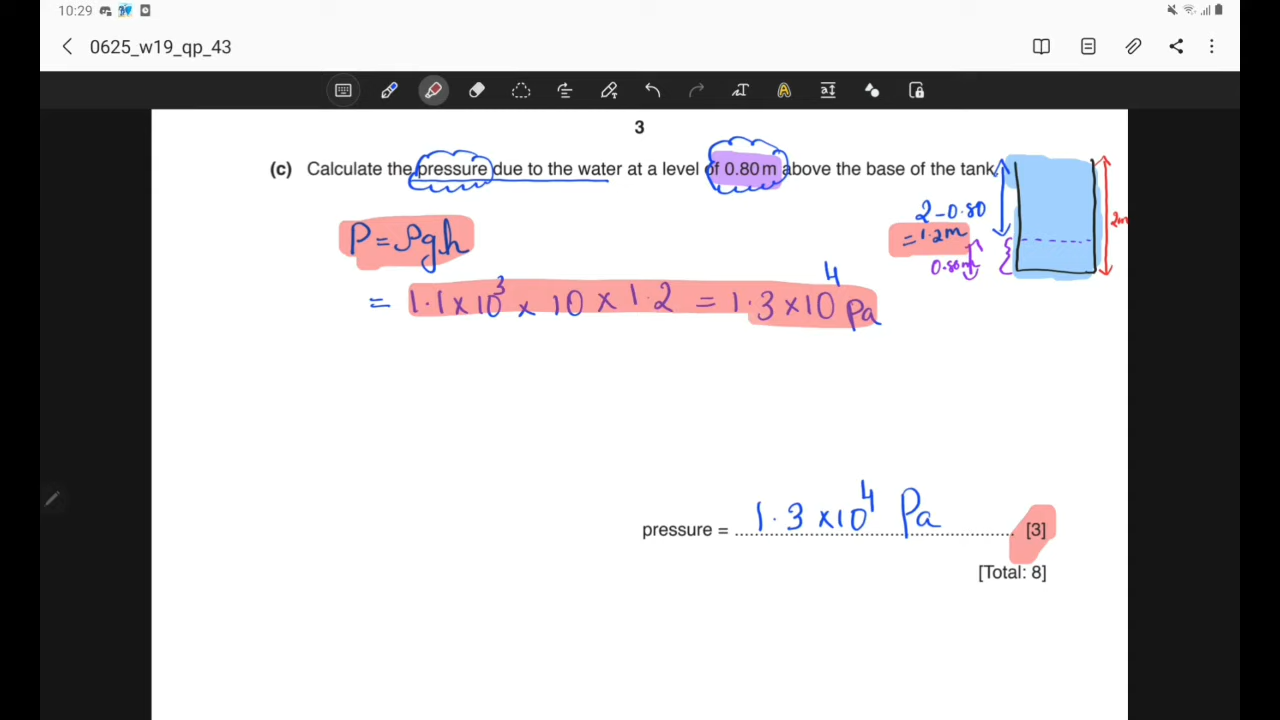 10:29
0625_w19_qp_43
3
(c) Calculate the pressure due to the water at a level of 0.80 m above the base of the tank.
2-0.80
= 1.2m
2m
0.80m
P = ρgh
= 1.1 × 10³ × 10 × 1.2 = 1.3 × 10⁴ Pa
pressure = 1.3 × 10⁴ Pa [3]
[Total: 8]